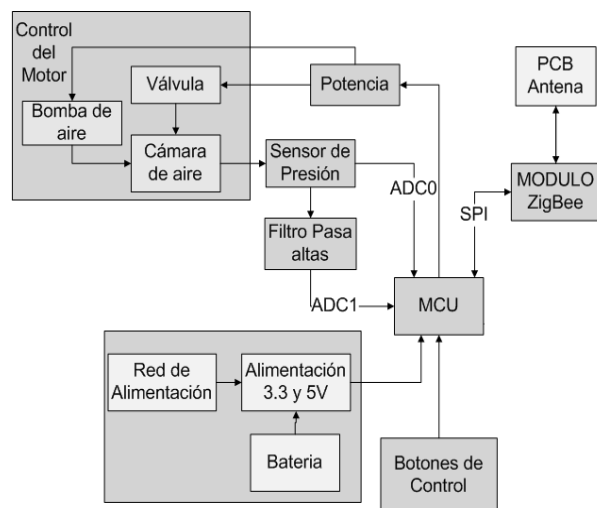 Control
del
Motor
Bomba de
aire
Válvula
Cámara
de aire
Potencia
Sensor de
Presión
Filtro Pasa
altas
ADC0
ADC1
SPI
PCB
Antena
MODULO
ZigBee
MCU
Red de
Alimentación
Alimentación
3.3 y 5V
Bateria
Botones de
Control